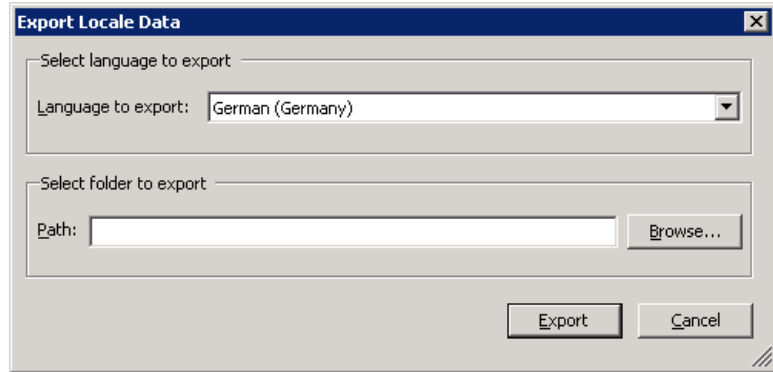 Export Locale Data
Select language to export
Language to export: German (Germany)
Select folder to export
Path: Browse...
Export Cancel